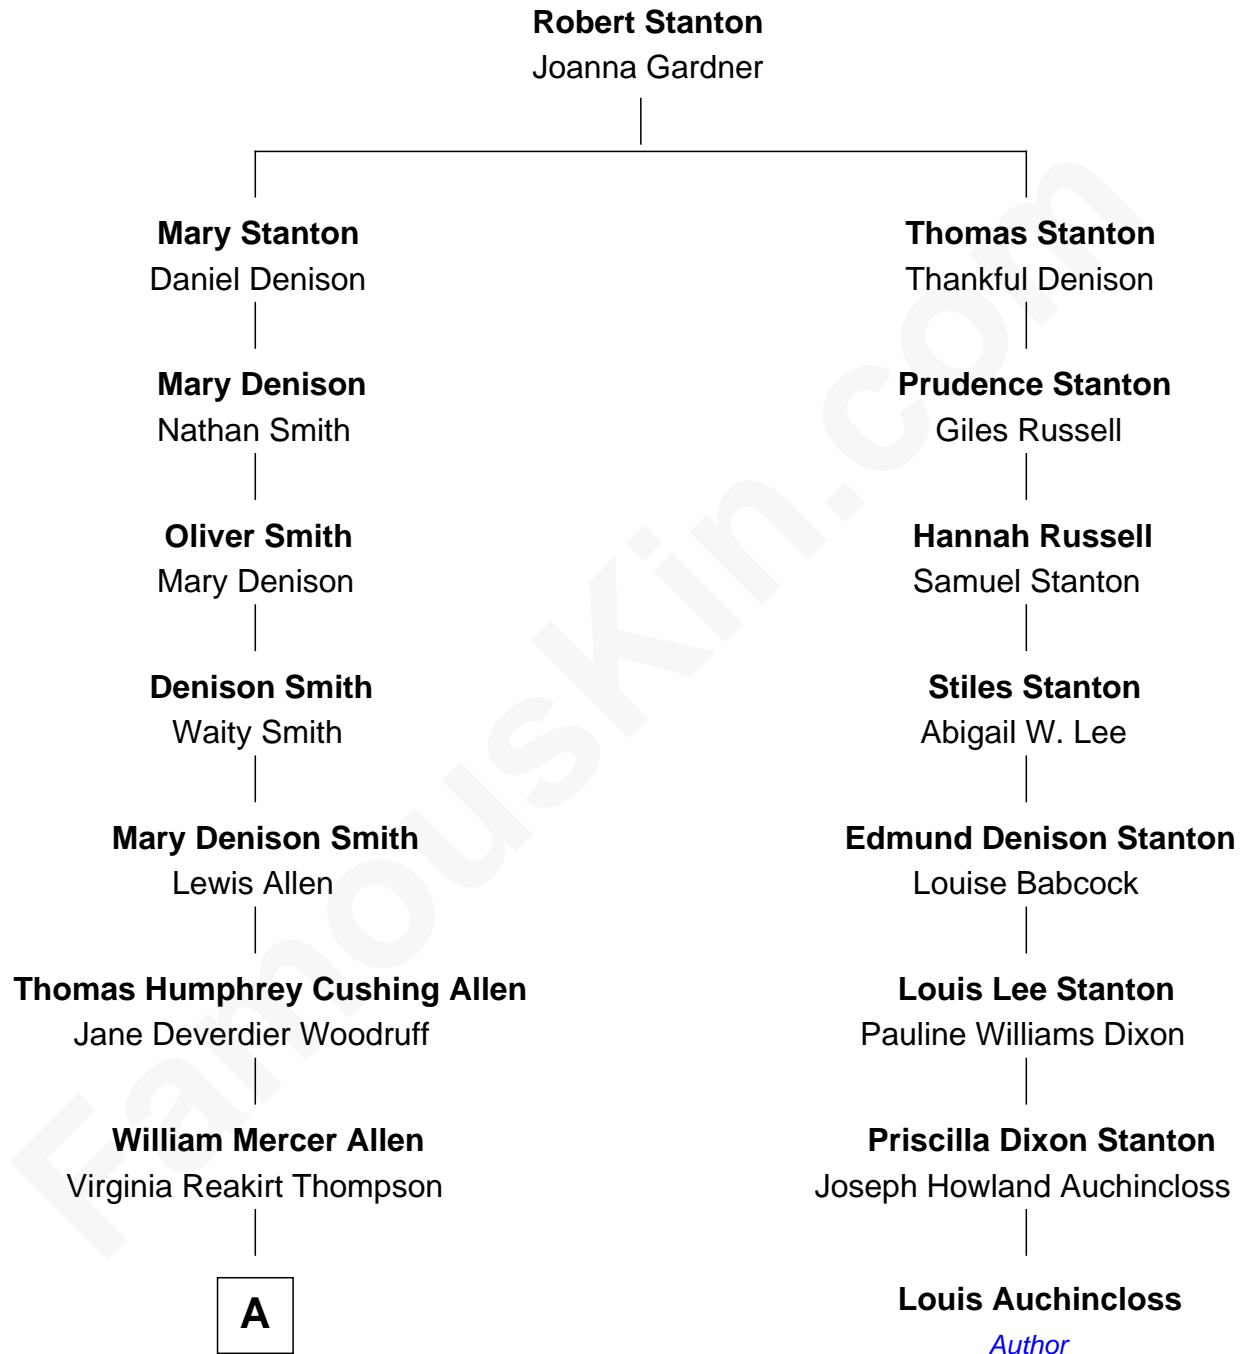 Robert Stanton
Joanna Gardner
Mary Stanton
Daniel Denison
Thomas Stanton
Thankful Denison
Mary Denison
Nathan Smith
Prudence Stanton
Giles Russell
Oliver Smith
Mary Denison
Hannah Russell
Samuel Stanton
Denison Smith
Waity Smith
Stiles Stanton
Abigail W. Lee
Mary Denison Smith
Lewis Allen
Edmund Denison Stanton
Louise Babcock
Thomas Humphrey Cushing Allen
Jane Deverdier Woodruff
Louis Lee Stanton
Pauline Williams Dixon
William Mercer Allen
Virginia Reakirt Thompson
Priscilla Dixon Stanton
Joseph Howland Auchincloss
A
Louis Auchincloss
Author
FamousKin.com